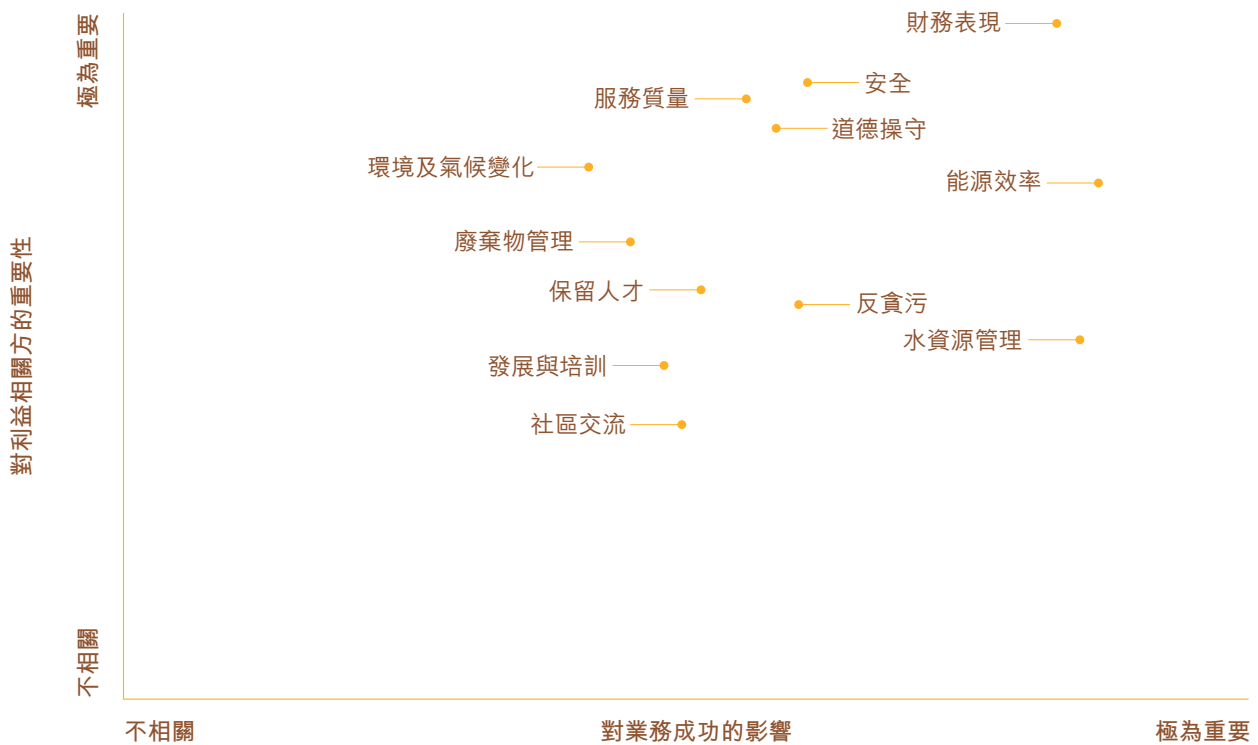 極為重要
對利益相關方的重要性
不相關
財務表現
安全
服務質量
道德操守
環境及氣候變化
能源效率
廢棄物管理
保留人才
反貪污
水資源管理
發展與培訓
社區交流
不相關
對業務成功的影響
極為重要